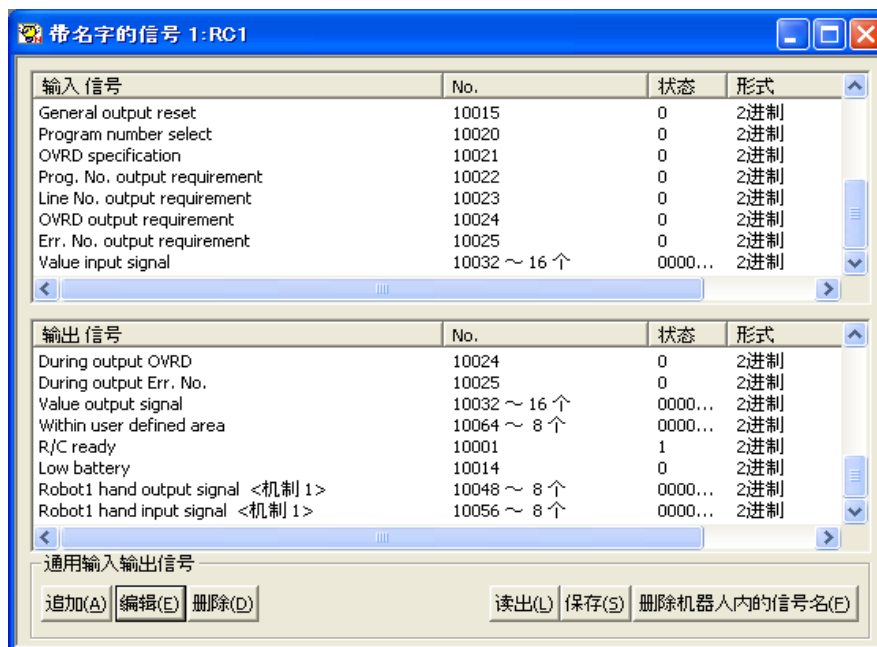 带名字的信号 1:RC1
输入 信号 No. 状态 形式
General output reset 10015 0 2进制
Program number select 10020 0 2进制
OVRD specification 10021 0 2进制
Prog. No. output requirement 10022 0 2进制
Line No. output requirement 10023 0 2进制
OVRD output requirement 10024 0 2进制
Err. No. output requirement 10025 0 2进制
Value input signal 10032 ～ 16 个 0000... 2进制
输出 信号 No. 状态 形式
During output OVRD 10024 0 2进制
During output Err. No. 10025 0 2进制
Value output signal 10032 ～ 16 个 0000... 2进制
Within user defined area 10064 ～ 8 个 0000... 2进制
R/C ready 10001 1 2进制
Low battery 10014 0 2进制
Robot1 hand output signal <机制 1> 10048 ～ 8 个 0000... 2进制
Robot1 hand input signal <机制 1> 10056 ～ 8 个 0000... 2进制
通用输入输出信号
追加(A) 编辑(E) 删除(D) 读出(L) 保存(S) 删除机器人内的信号名(F)